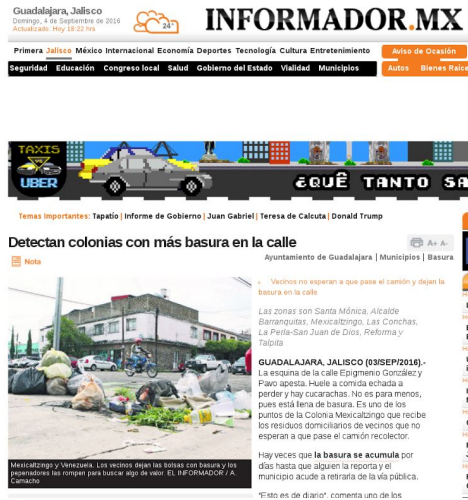 Guadalajara, Jalisco
Domingo, 4 de Septiembre de 2016
Actualizado: Hoy 18:22 hrs
24°
INFORMADOR.MX
Primera Jalisco México Internacional Economía Deportes Tecnología Cultura Entretenimiento
Aviso de Ocasión
Seguridad Educación Congreso local Salud Gobierno del Estado Vialidad Municipios
Autos Bienes Raíce
TAXIS
VS
UBER
¿QUÉ TANTO SA
Temas importantes: Tapatío | Informe de Gobierno | Juan Gabriel | Teresa de Calcuta | Donald Trump
Detectan colonias con más basura en la calle
A+ A-
Nota
Ayuntamiento de Guadalajara | Municipios | Basura
Vecinos no esperan a que pase el camión y dejan la
basura en la calle
Las zonas son Santa Mónica, Alcalde
Barranquitas, Mexicaltzingo, Las Conchas,
La Perla-San Juan de Dios, Reforma y
Talpita
GUADALAJARA, JALISCO (03/SEP/2016).-
La esquina de la calle Epigmenio González y
Pavo apesta. Huele a comida echada a
perder y hay cucarachas. No es para menos,
pues está llena de basura. Es uno de los
puntos de la Colonia Mexicaltzingo que recibe
los residuos domiciliarios de vecinos que no
esperan a que pase el camión recolector.
Hay veces que la basura se acumula por
días hasta que alguien la reporta y el
municipio acude a retirarla de la vía pública.
"Esto es de diario", comenta uno de los
Mexicaltzingo y Venezuela. Los vecinos dejan las bolsas con basura y los
pepenadores las rompen para buscar algo de valor. EL INFORMADOR / A.
Camacho